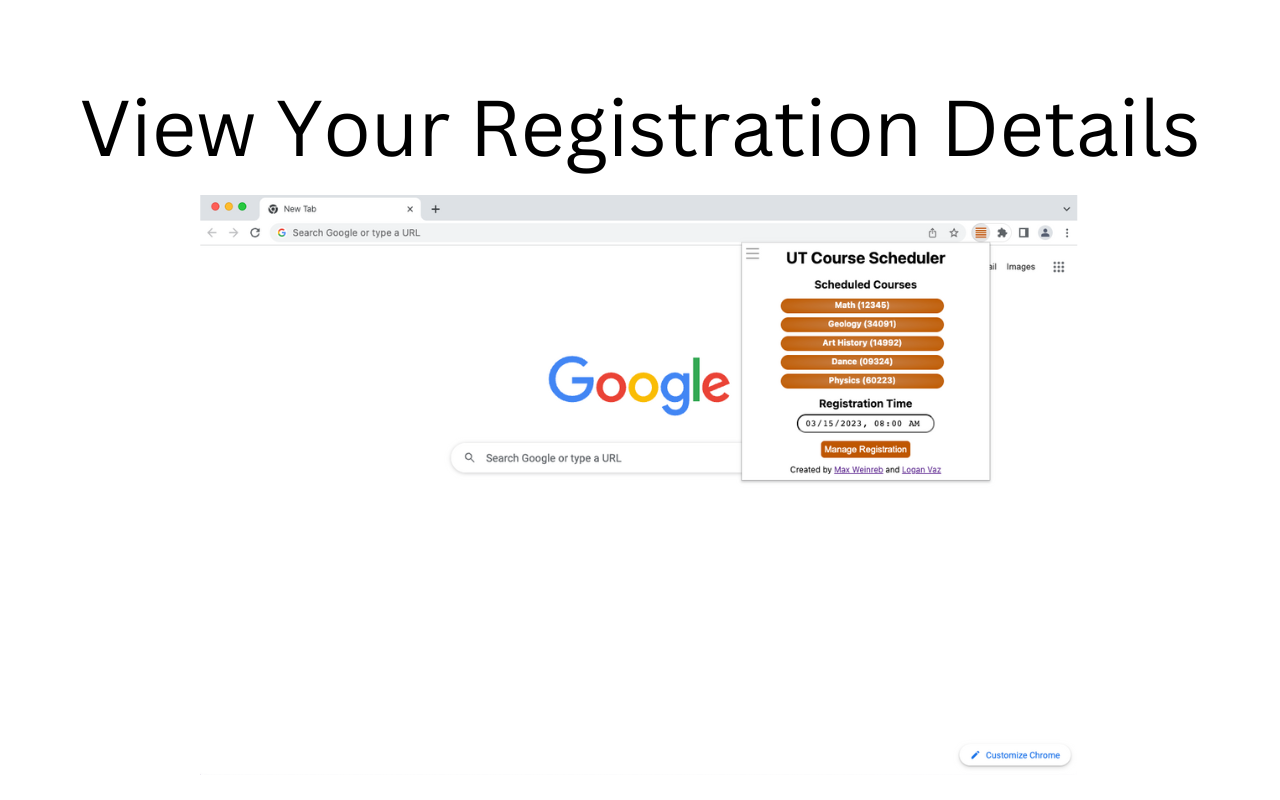 View Your Registration Details
New Tab
Search Google or type a URL
UT Course Scheduler
ail Images
Scheduled Courses
Math (12345)
Geology (34091)
Art History (14992)
Dance (09324)
Physics (60223)
Google
Registration Time
03/15/2023, 08:00 AM
Manage Registration
Search Google or type a URL
Created by Max Weinreb and Logan Vaz
Customize Chrome